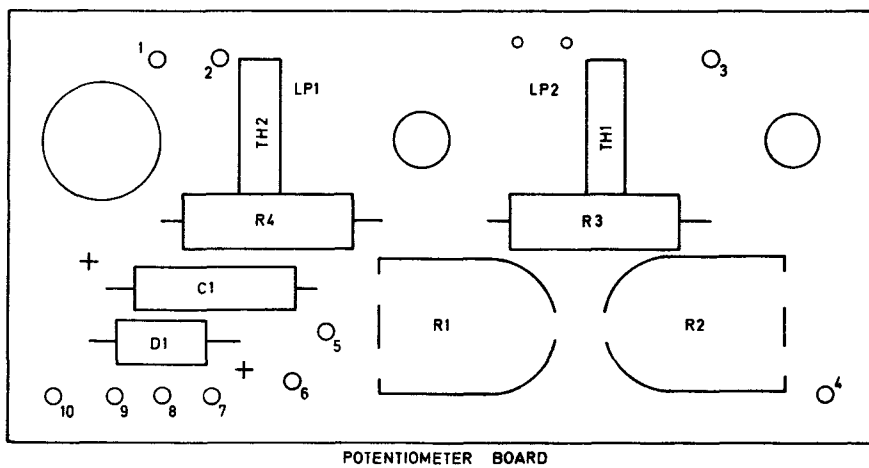 1
2
3
LP1
LP2
TH2
TH1
R4
R3
+
C1
R1
R2
D1
5
+
6
4
10
9
8
7
POTENTIOMETER BOARD